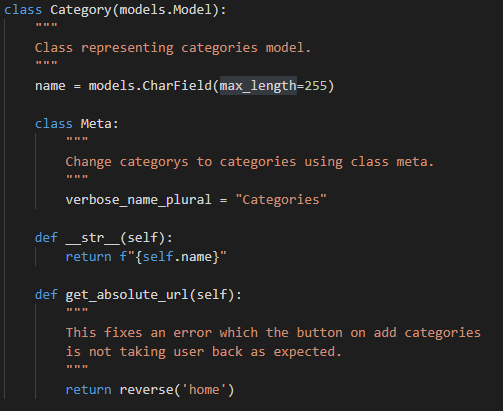 class Category(models.Model):
    """
    Class representing categories model.
    """
    name = models.CharField(max_length=255)

    class Meta:
        """
        Change categorys to categories using class meta.
        """
        verbose_name_plural = "Categories"

    def __str__(self):
        return f"{self.name}"

    def get_absolute_url(self):
        """
        This fixes an error which the button on add categories
        is not taking user back as expected.
        """
        return reverse('home')